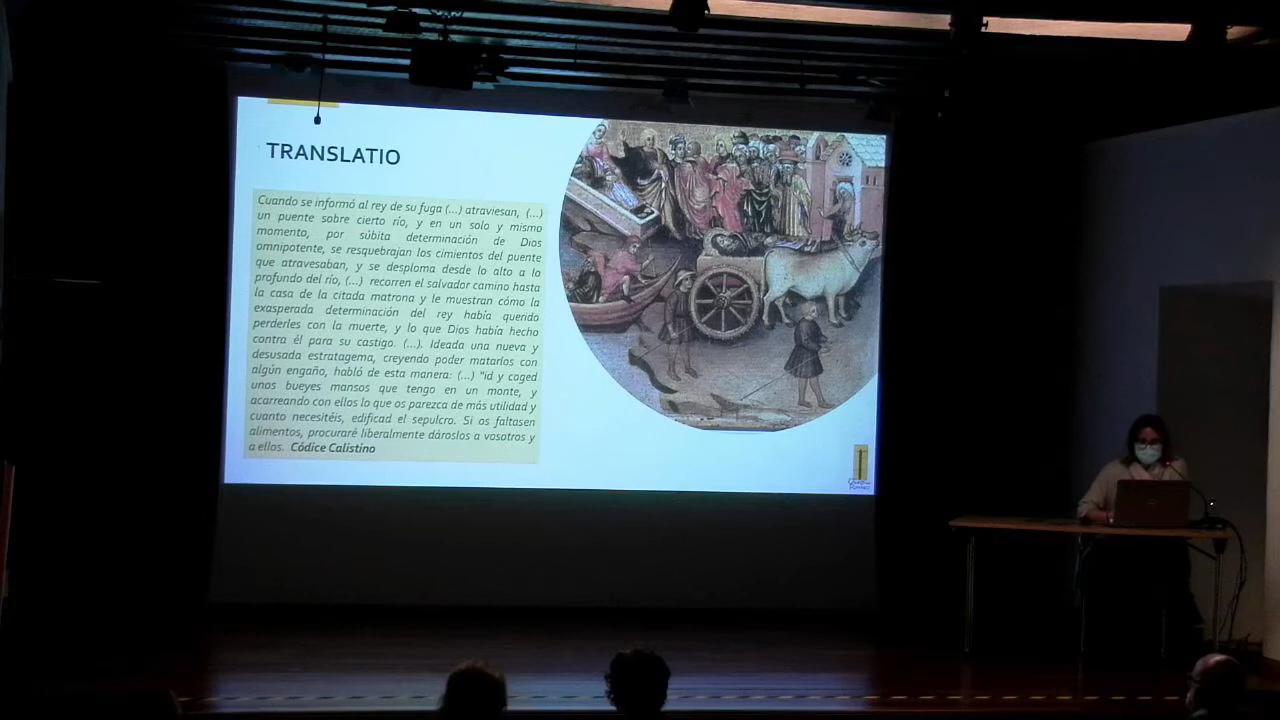 TRANSLATIO
Cuando se informó al rey de su fuga (...) atraviesan, (...)
un puente sobre cierto río, y en un solo y mismo
momento, por súbita determinación de Dios
omnipotente, se resquebrajan los cimientos del puente
que atravesaban, y se desploma desde lo alto a lo
profundo del río, (...) recorren el salvador camino hasta
la casa de la citada matrona y le muestran cómo la
exasperada determinación del rey había querido
perderles con la muerte, y lo que Dios había hecho
contra él para su castigo. (...). Ideada una nueva y
desusada estratagema, creyendo poder matarlos con
algún engaño, habló de esta manera: (...) "id y coged
unos bueyes mansos que tengo en un monte, y
acarreando con ellos lo que os parezca de más utilidad y
cuanto necesitéis, edificad el sepulcro. Si os faltasen
alimentos, procuraré liberalmente dároslos a vosotros y
a ellos. Códice Calistino